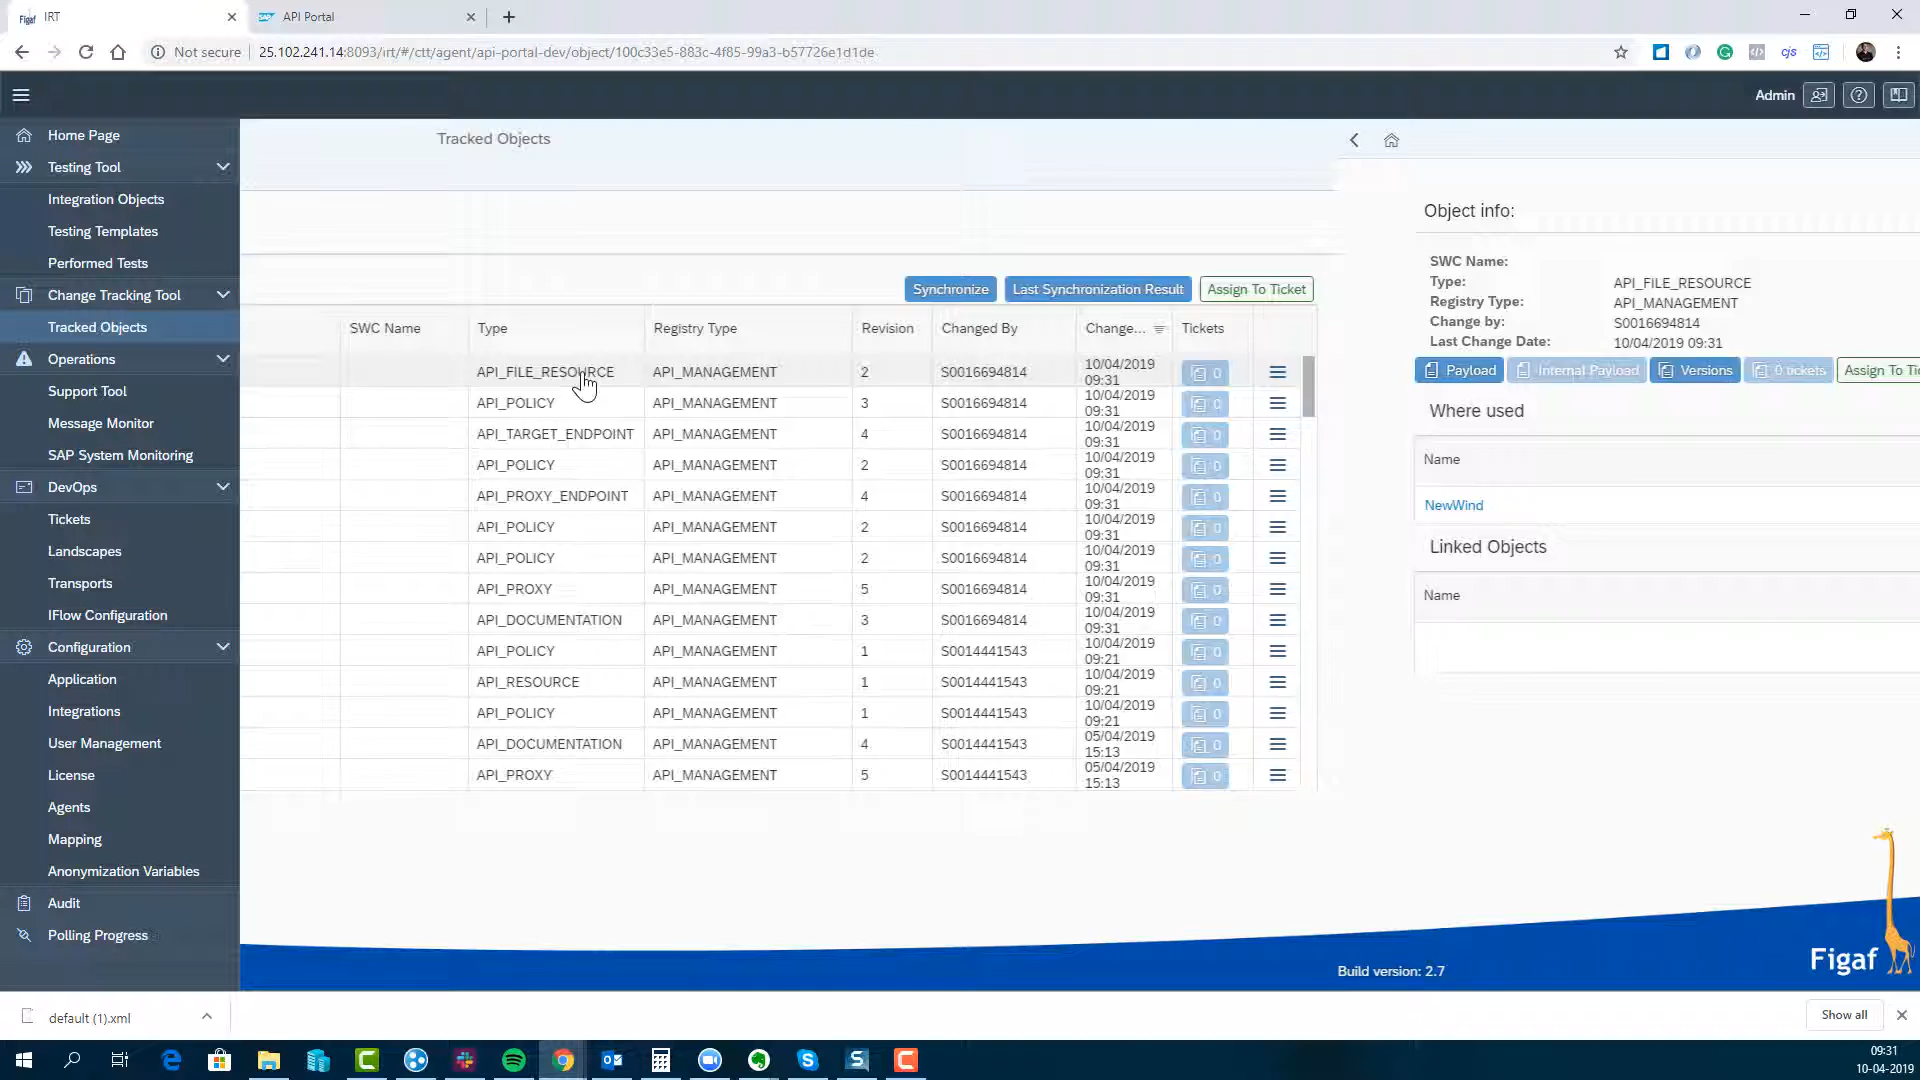 Figaf IRT
API Portal
Not secure 25.102.241.14:8093/irt/#/ctt/agent/api-portal-dev/object/100c33e5-883c-4f85-99a3-b57726e1d1de
cjs
Admin
Home Page
Testing Tool
Integration Objects
Testing Templates
Performed Tests
Change Tracking Tool
Tracked Objects
Operations
Support Tool
Message Monitor
SAP System Monitoring
DevOps
Tickets
Landscapes
Transports
IFlow Configuration
Configuration
Application
Integrations
User Management
License
Agents
Mapping
Anonymization Variables
Audit
Polling Progress
Tracked Objects
Synchronize Last Synchronization Result Assign To Ticket
SWC Name Type Registry Type Revision Changed By Change... Tickets
API_FILE_RESOURCE API_MANAGEMENT 2 S0016694814 10/04/2019 09:31 0
API_POLICY API_MANAGEMENT 3 S0016694814 10/04/2019 09:31 0
API_TARGET_ENDPOINT API_MANAGEMENT 4 S0016694814 10/04/2019 09:31 0
API_POLICY API_MANAGEMENT 2 S0016694814 10/04/2019 09:31 0
API_PROXY_ENDPOINT API_MANAGEMENT 4 S0016694814 10/04/2019 09:31 0
API_POLICY API_MANAGEMENT 2 S0016694814 10/04/2019 09:31 0
API_POLICY API_MANAGEMENT 2 S0016694814 10/04/2019 09:31 0
API_PROXY API_MANAGEMENT 5 S0016694814 10/04/2019 09:31 0
API_DOCUMENTATION API_MANAGEMENT 3 S0016694814 10/04/2019 09:31 0
API_POLICY API_MANAGEMENT 1 S0014441543 10/04/2019 09:21 0
API_RESOURCE API_MANAGEMENT 1 S0014441543 10/04/2019 09:21 0
API_POLICY API_MANAGEMENT 1 S0014441543 10/04/2019 09:21 0
API_DOCUMENTATION API_MANAGEMENT 4 S0014441543 05/04/2019 15:13 0
API_PROXY API_MANAGEMENT 5 S0014441543 05/04/2019 15:13 0
Object info:
SWC Name:
Type: API_FILE_RESOURCE
Registry Type: API_MANAGEMENT
Change by: S0016694814
Last Change Date: 10/04/2019 09:31
Payload Internal Payload Versions 0 tickets Assign To Tic
Where used
Name
NewWind
Linked Objects
Name
Build version: 2.7
Figaf
default (1).xml
Show all
09:31
10-04-2019